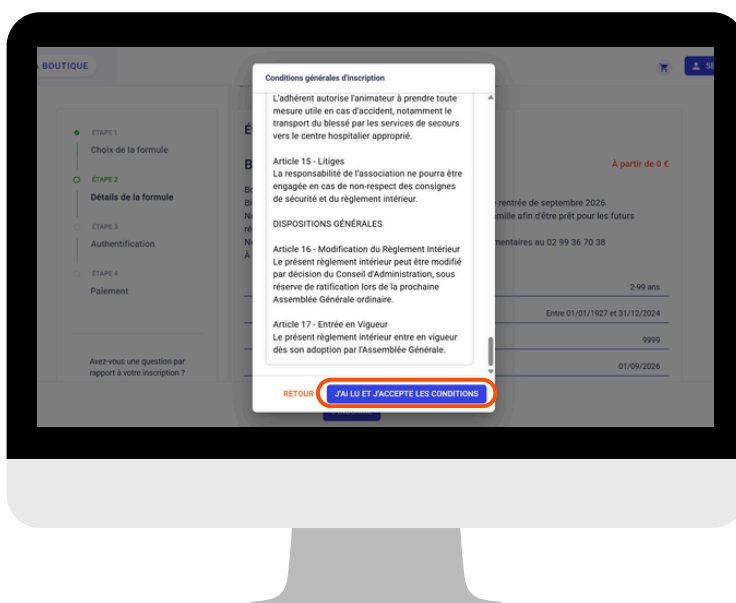 BOUTIQUE
ÉTAPE 1
Choix de la formule
ÉTAPE 2
Détails de la formule
ÉTAPE 3
Authentification
ÉTAPE 4
Paiement
Avez-vous une question par
rapport à votre inscription ?
Conditions générales d'inscription
L'adhérent autorise l'animateur à prendre toute
mesure utile en cas d'accident, notamment le
transport du blessé par les services de secours
vers le centre hospitalier approprié.
Article 15 - Litiges
La responsabilité de l'association ne pourra être
engagée en cas de non-respect des consignes
de sécurité et du règlement intérieur.
DISPOSITIONS GÉNÉRALES
Article 16 - Modification du Règlement Intérieur
Le présent règlement intérieur peut être modifié
par décision du Conseil d'Administration, sous
réserve de ratification lors de la prochaine
Assemblée Générale ordinaire.
Article 17 - Entrée en Vigueur
Le présent règlement intérieur entre en vigueur
dès son adoption par l'Assemblée Générale.
RETOUR
J'AI LU ET J'ACCEPTE LES CONDITIONS
À partir de 0 €
rentrée de septembre 2026.
famille afin d'être prêt pour les futurs
au 02 99 36 70 38
2-99 ans
Entre 01/01/1927 et 31/12/2024
9999
01/09/2026